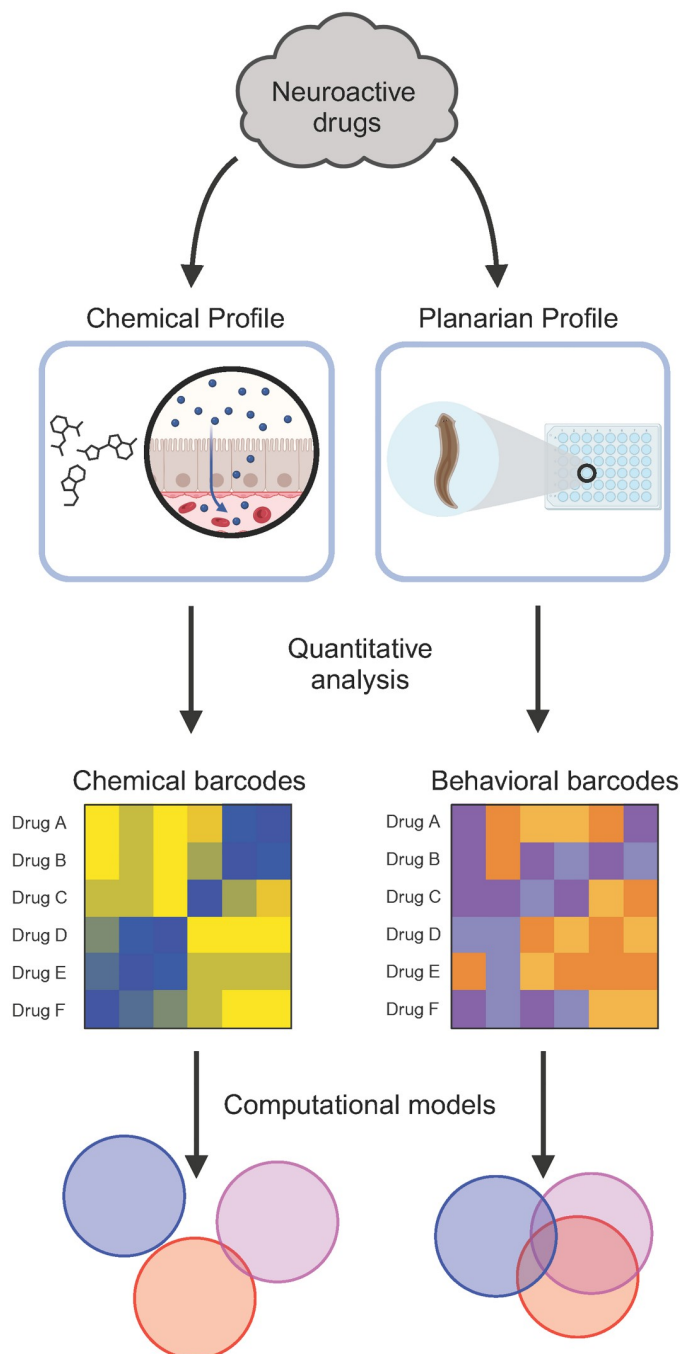 Neuroactive
drugs
Chemical Profile
Planarian Profile
Quantitative
analysis
Chemical barcodes
Drug A
Drug B
Drug C
Drug D
Drug E
Drug F
Behavioral barcodes
Drug A
Drug B
Drug C
Drug D
Drug E
Drug F
Computational models